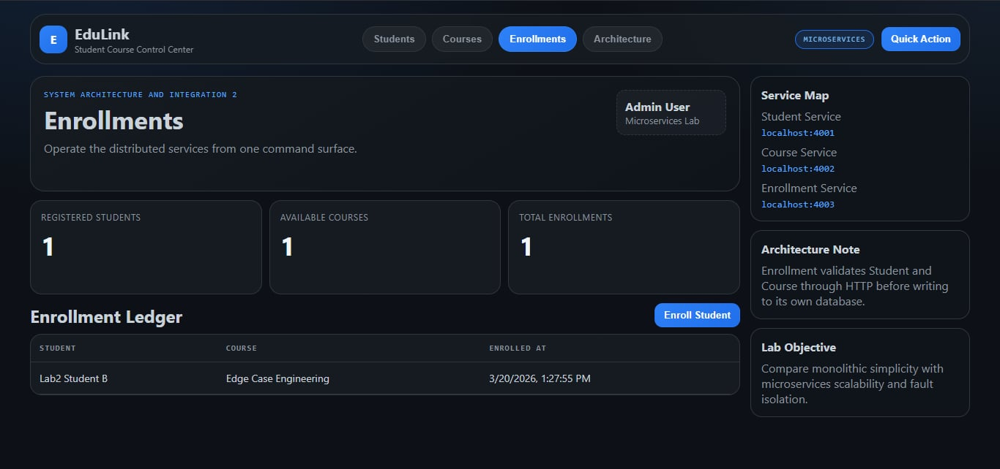 E
EduLink
Student Course Control Center
Students
Courses
Enrollments
Architecture
MICROSERVICES
Quick Action
SYSTEM ARCHITECTURE AND INTEGRATION 2
Enrollments
Operate the distributed services from one command surface.
Admin User
Microservices Lab
REGISTERED STUDENTS
1
AVAILABLE COURSES
1
TOTAL ENROLLMENTS
1
Enrollment Ledger
Enroll Student
STUDENT COURSE ENROLLED AT
Lab2 Student B Edge Case Engineering 3/20/2026, 1:27:55 PM
Service Map
Student Service
localhost:4001
Course Service
localhost:4002
Enrollment Service
localhost:4003
Architecture Note
Enrollment validates Student and
Course through HTTP before writing
to its own database.
Lab Objective
Compare monolithic simplicity with
microservices scalability and fault
isolation.